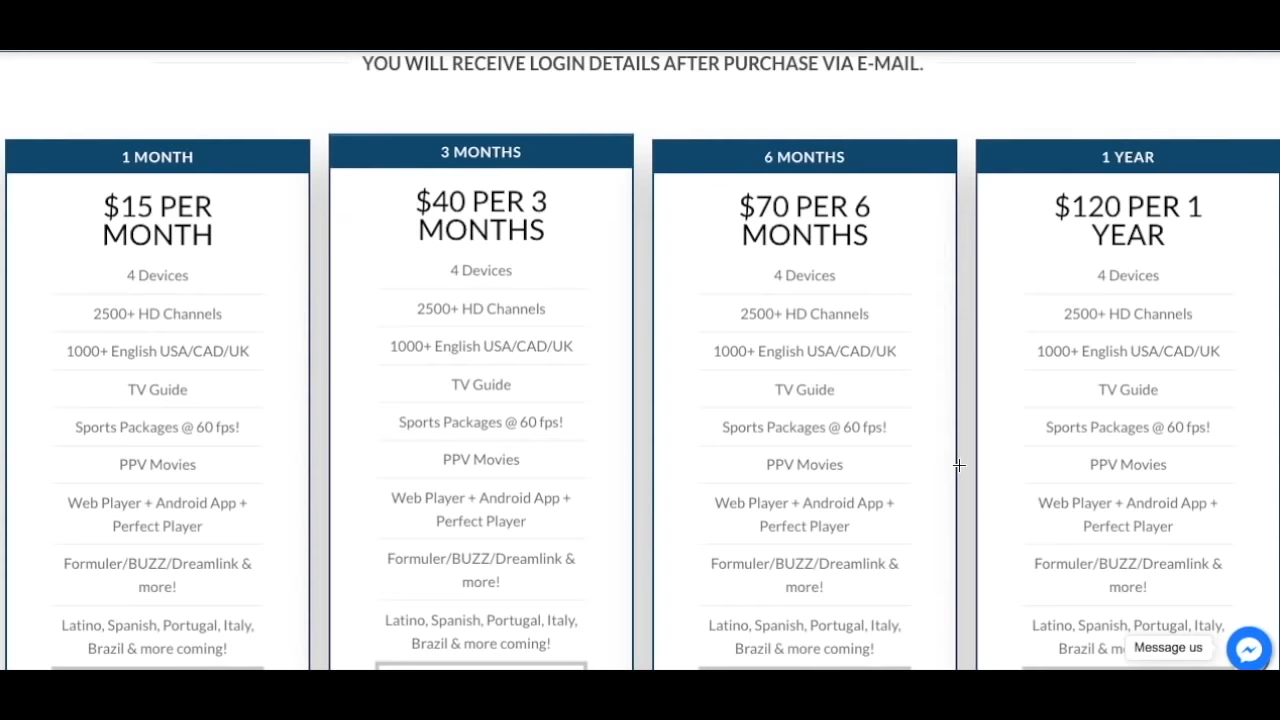 YOU WILL RECEIVE LOGIN DETAILS AFTER PURCHASE VIA E-MAIL.
1 MONTH
$15 PER
MONTH
4 Devices
2500+ HD Channels
1000+ English USA/CAD/UK
TV Guide
Sports Packages @ 60 fps!
PPV Movies
Web Player + Android App +
Perfect Player
Formuler/BUZZ/Dreamlink &
more!
Latino, Spanish, Portugal, Italy,
Brazil & more coming!
3 MONTHS
$40 PER 3
MONTHS
4 Devices
2500+ HD Channels
1000+ English USA/CAD/UK
TV Guide
Sports Packages @ 60 fps!
PPV Movies
Web Player + Android App +
Perfect Player
Formuler/BUZZ/Dreamlink &
more!
Latino, Spanish, Portugal, Italy,
Brazil & more coming!
6 MONTHS
$70 PER 6
MONTHS
4 Devices
2500+ HD Channels
1000+ English USA/CAD/UK
TV Guide
Sports Packages @ 60 fps!
PPV Movies
Web Player + Android App +
Perfect Player
Formuler/BUZZ/Dreamlink &
more!
Latino, Spanish, Portugal, Italy,
Brazil & more coming!
1 YEAR
$120 PER 1
YEAR
4 Devices
2500+ HD Channels
1000+ English USA/CAD/UK
TV Guide
Sports Packages @ 60 fps!
PPV Movies
Web Player + Android App +
Perfect Player
Formuler/BUZZ/Dreamlink &
more!
Latino, Spanish, Portugal, Italy,
Brazil &
Message us